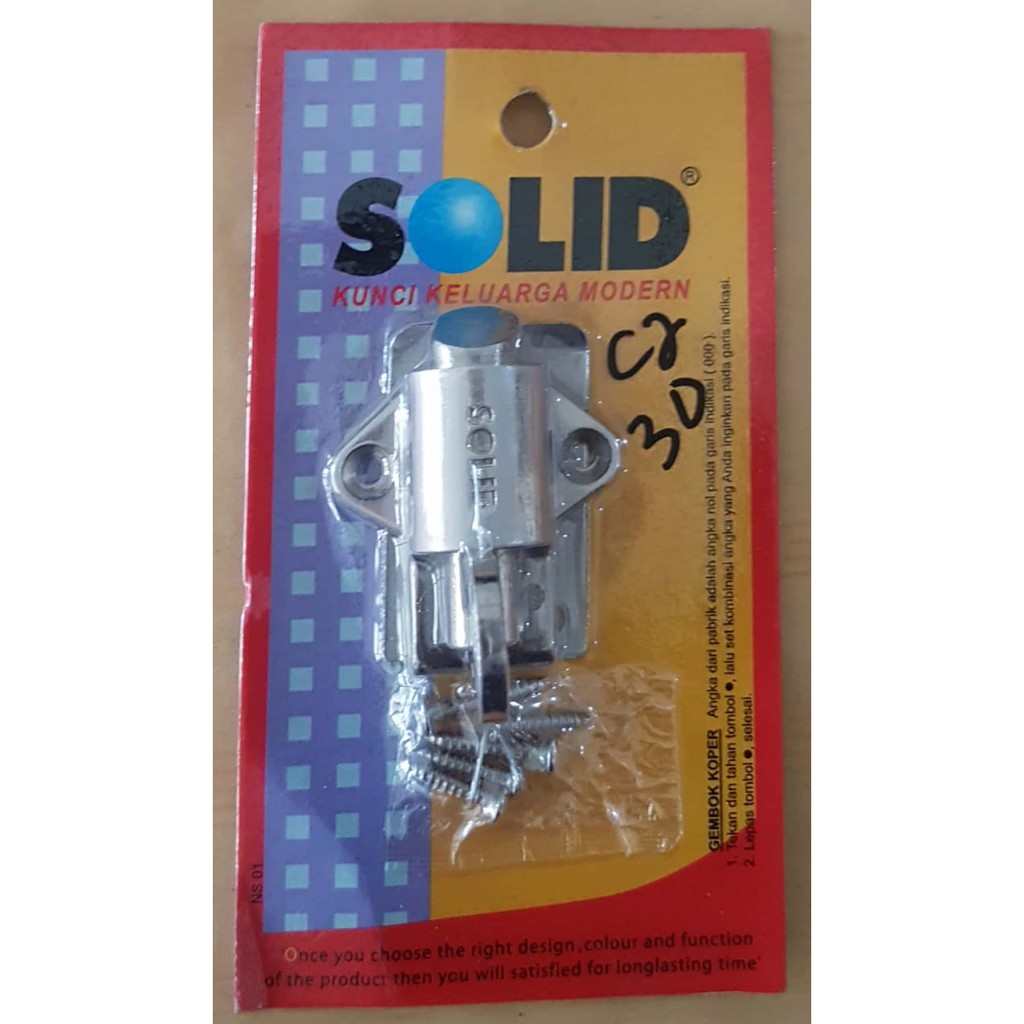 SOLID®
KUNCI KELUARGA MODERN
C2
30
SOLID
GEMBOK KOPER Angka dari pabrik adalah angka nol pada garis indikasi ( 000 ).
1. Tekan dan tahan tombol ●, lalu set kombinasi angka yang Anda inginkan pada garis indikasi.
2. Lepas tombol ●, selesai.
NS 01
'Once you choose the right design,colour and function
of the product then you will satisfied for longlasting time'